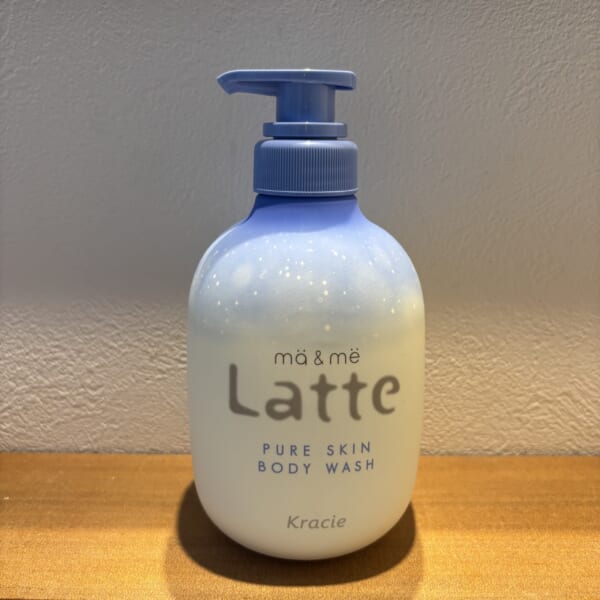 mä & më
Latte
PURE SKIN
BODY WASH
Kracie